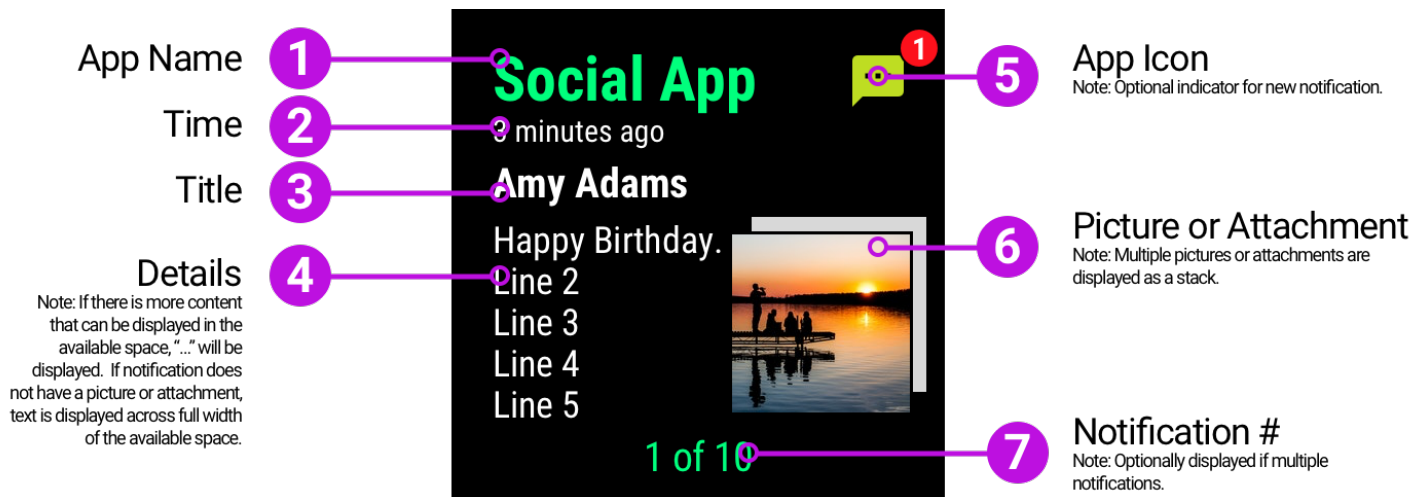 App Name
1
Time
2
Title
3
Details
4
Note: If there is more content
that can be displayed in the
available space, “...” will be
displayed. If notification does
not have a picture or attachment,
text is displayed across full width
of the available space.
Social App
1
3 minutes ago
Amy Adams
Happy Birthday.
Line 2
Line 3
Line 4
Line 5
1 of 10
5
App Icon
Note: Optional indicator for new notification.
6
Picture or Attachment
Note: Multiple pictures or attachments are
displayed as a stack.
7
Notification #
Note: Optionally displayed if multiple
notifications.